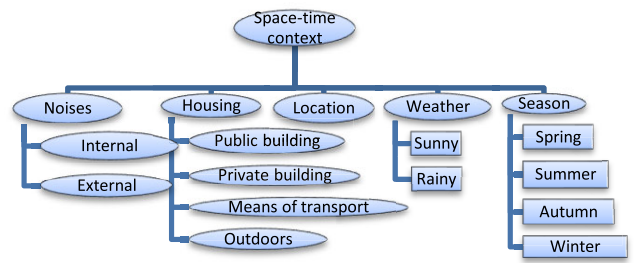 Space-time
context
Noises
Housing
Location
Weather
Season
Internal
External
Public building
Private building
Means of transport
Outdoors
Sunny
Rainy
Spring
Summer
Autumn
Winter